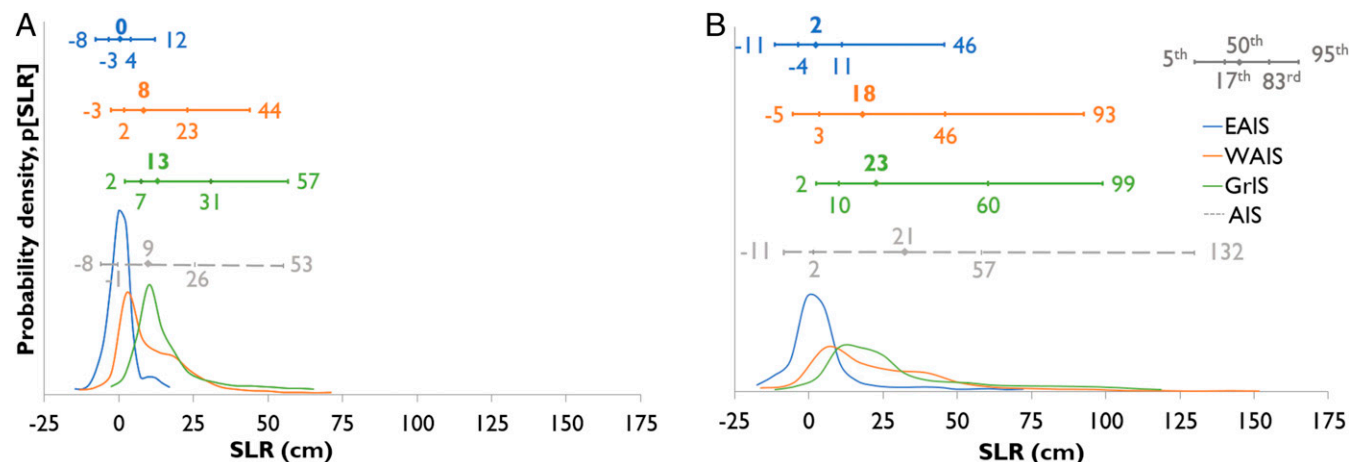 A
0
-8 12
-3 4
8
-3 44
2 23
13
2 57
7 31
9
-8 53
-1 26
Probability density, p[SLR]
-25 0 25 50 75 100 125 150 175
SLR (cm)
B
2
-11 46
-4 11
18
-5 93
3 46
23
2 99
10 60
21
-11 132
2 57
50th
5th 95th
17th 83rd
EAIS
WAIS
GrIS
AIS
-25 0 25 50 75 100 125 150 175
SLR (cm)